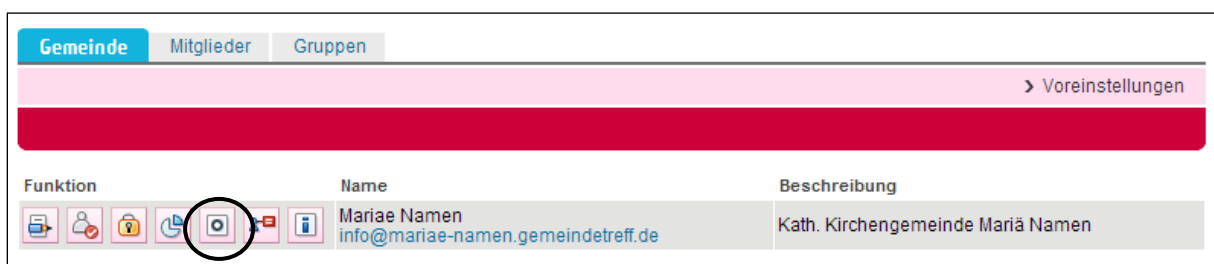 Gemeinde Mitglieder Gruppen
> Voreinstellungen
Funktion Name Beschreibung
Mariae Namen
info@mariae-namen.gemeindetreff.de
Kath. Kirchengemeinde Mariä Namen